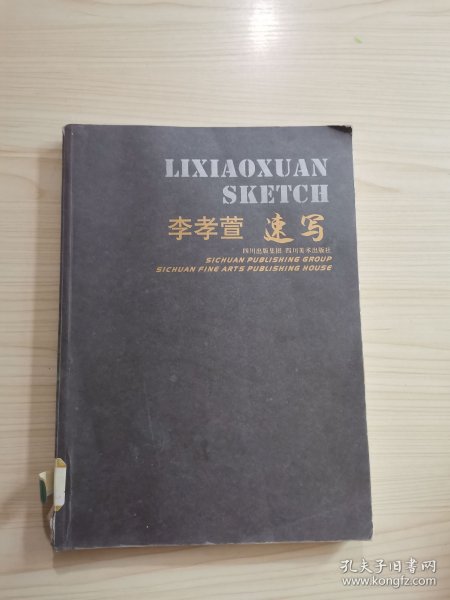 LIXIAOXUAN
SKETCH
李孝萱 速写
四川出版集团 四川美术出版社
SICHUAN PUBLISHING GROUP
SICHUAN FINE ARTS PUBLISHING HOUSE
孔夫子旧书网
www.kongfz.com